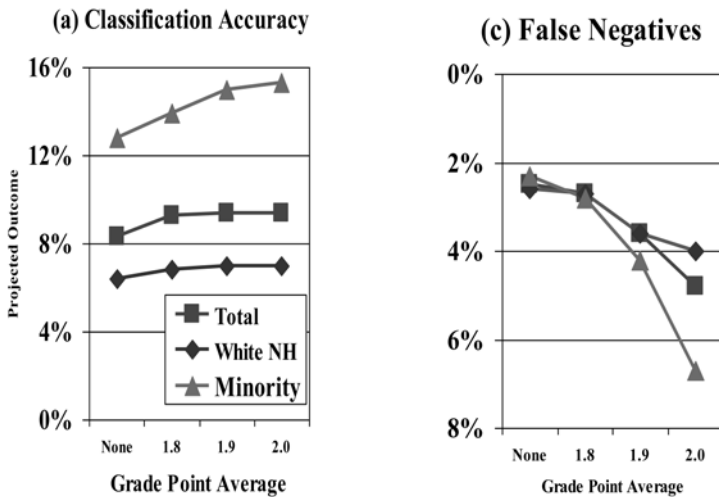 (a) Classification Accuracy
16%
12%
8%
4%
0%
Projected Outcome
Total
White NH
Minority
None 1.8 1.9 2.0
Grade Point Average
(c) False Negatives
0%
2%
4%
6%
8%
None 1.8 1.9 2.0
Grade Point Average